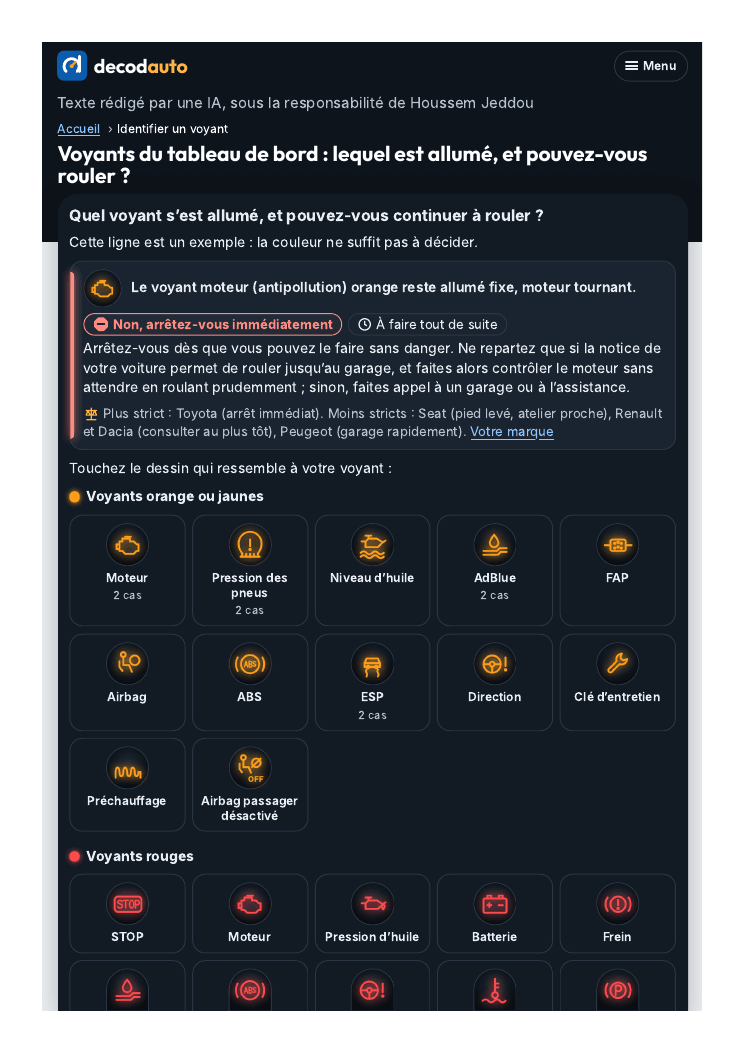 decodauto
Menu
Texte rédigé par une IA, sous la responsabilité de Houssem Jeddou
Accueil › Identifier un voyant
Voyants du tableau de bord : lequel est allumé, et pouvez-vous
rouler ?
Quel voyant s’est allumé, et pouvez-vous continuer à rouler ?
Cette ligne est un exemple : la couleur ne suffit pas à décider.
Le voyant moteur (antipollution) orange reste allumé fixe, moteur tournant.
Non, arrêtez-vous immédiatement
À faire tout de suite
Arrêtez-vous dès que vous pouvez le faire sans danger. Ne repartez que si la notice de
votre voiture permet de rouler jusqu’au garage, et faites alors contrôler le moteur sans
attendre en roulant prudemment ; sinon, faites appel à un garage ou à l’assistance.
Plus strict : Toyota (arrêt immédiat). Moins stricts : Seat (pied levé, atelier proche), Renault
et Dacia (consulter au plus tôt), Peugeot (garage rapidement). Votre marque
Touchez le dessin qui ressemble à votre voyant :
Voyants orange ou jaunes
Moteur
2 cas
Pression des
pneus
2 cas
Niveau d’huile
AdBlue
2 cas
FAP
Airbag
ABS
ABS
ESP
2 cas
Direction
Clé d’entretien
Préchauffage
OFF
Airbag passager
désactivé
Voyants rouges
STOP
STOP
Moteur
Pression d’huile
Batterie
Frein
ABS
P